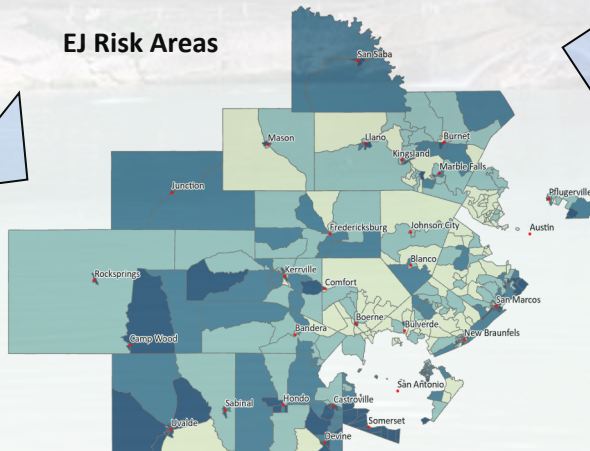 EJ Risk Areas
San Saba
Mason
Llano
Burnet
Kingsland
Marble Falls
Junction
Pflugerville
Fredericksburg
Johnson City
Austin
Blanco
Rocksprings
Kerrville
Comfort
San Marcos
Boerne
Bulverde
Bandera
New Braunfels
Camp Wood
San Antonio
Sabinal
Hondo
Castroville
Uvalde
Somerset
Devine